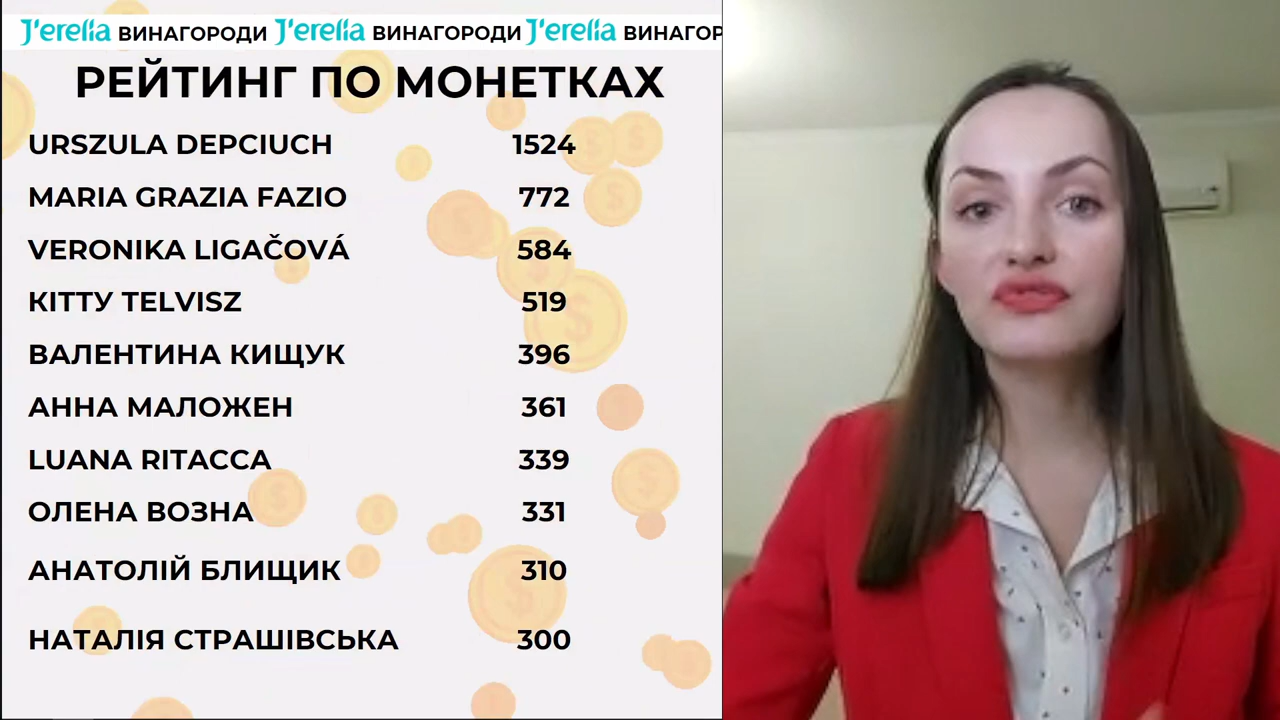 J'erelia ВИНАГОРОДИ J'erelia ВИНАГОРОДИ J'erelia ВИНАГОР
РЕЙТИНГ ПО МОНЕТКАХ
URSZULA DEPCIUCH 1524
MARIA GRAZIA FAZIO 772
VERONIKA LIGAČOVÁ 584
КІТТУ TELVISZ 519
ВАЛЕНТИНА КИЩУК 396
АННА МАЛОЖЕН 361
LUANA RITACCA 339
ОЛЕНА ВОЗНА 331
АНАТОЛІЙ БЛИЩИК 310
НАТАЛІЯ СТРАШІВСЬКА 300